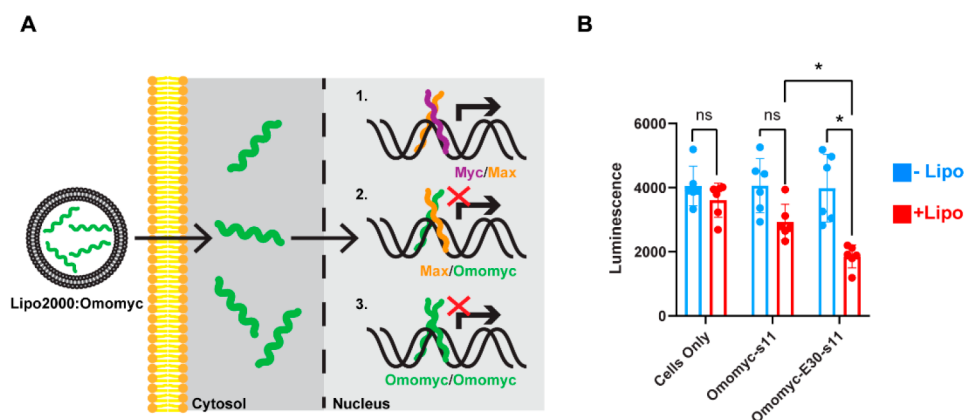 A
B
1.
Myc/Max
2.
Max/Omomyc
3.
Omomyc/Omomyc
Lipo2000:Omomyc
Cytosol
Nucleus
*
ns
ns
*
6000
4000
2000
0
Luminescence
Cells Only
Omomyc-s11
Omomyc-E30-s11
- Lipo
+Lipo